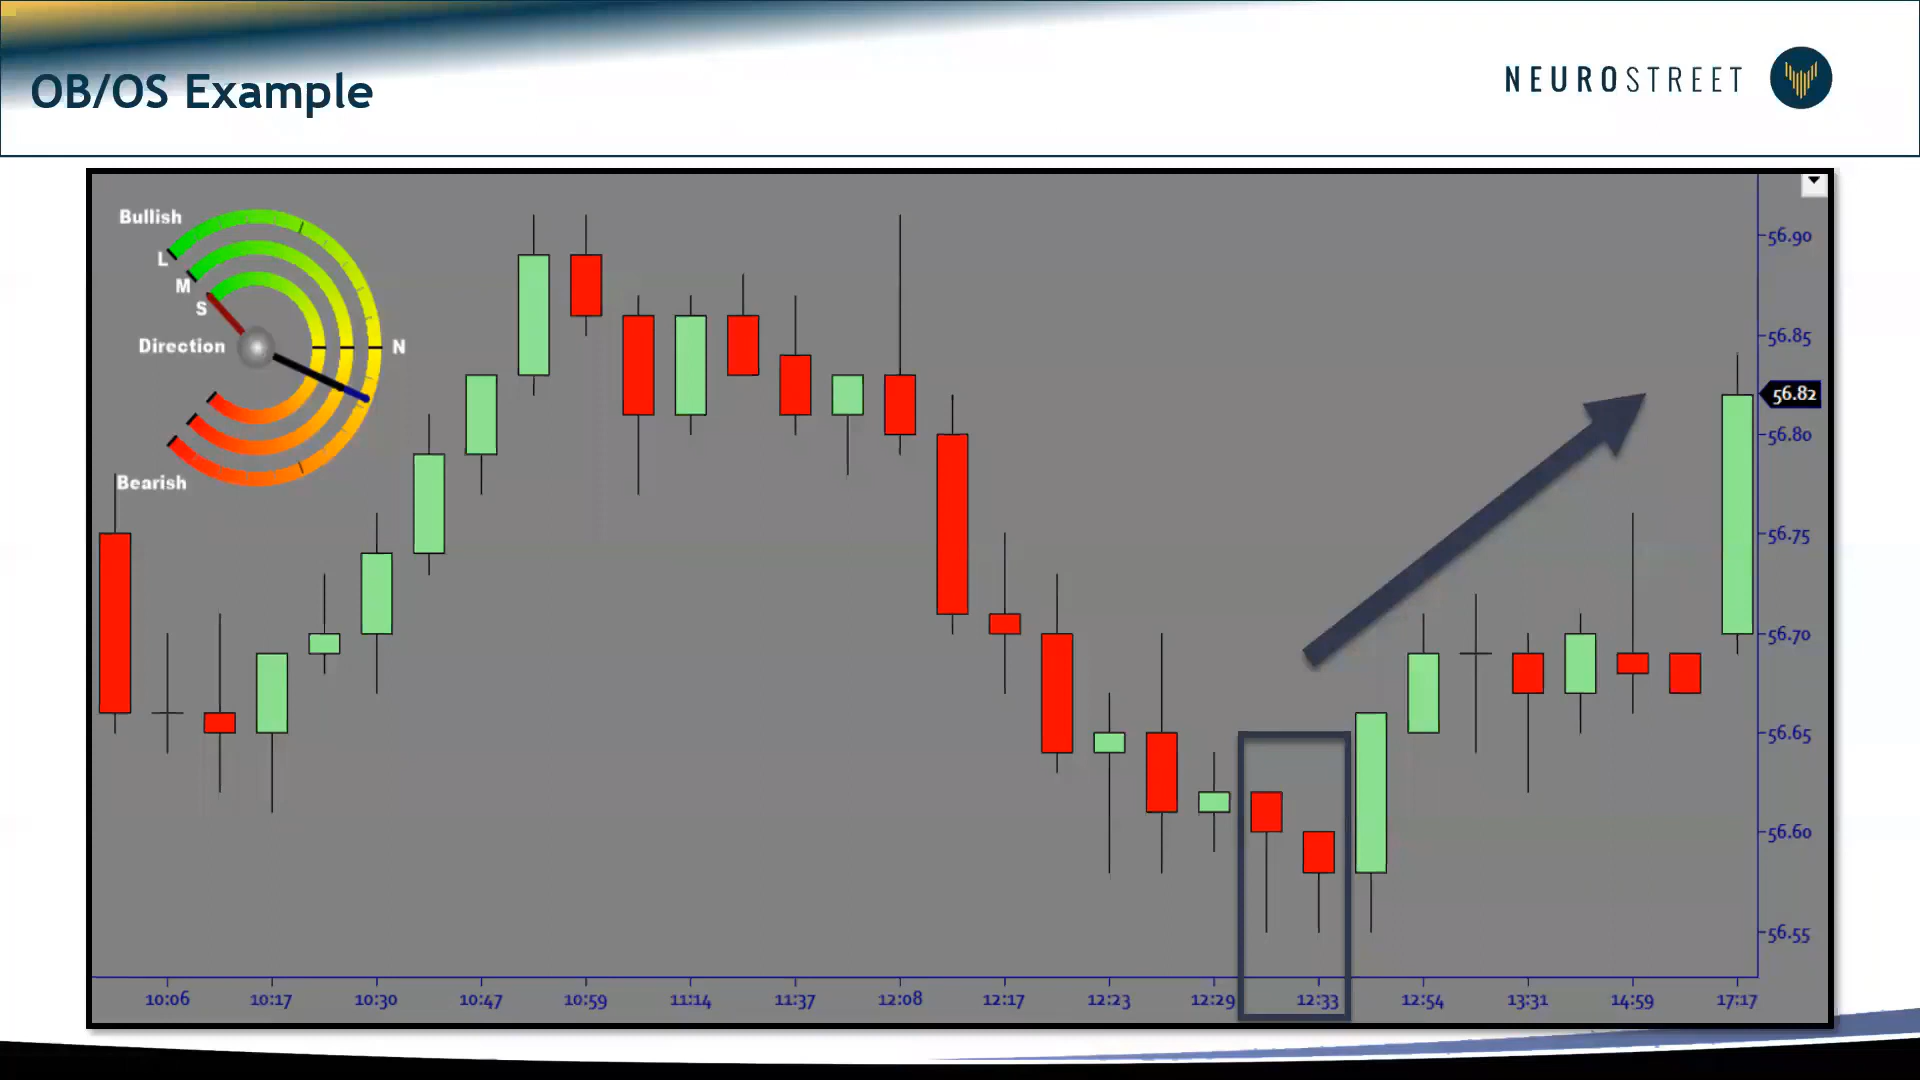 OB/OS Example
NEUROSTREET
Bullish
L
M
S
Direction
N
Bearish
56.90
56.85
56.82
56.80
56.75
56.70
56.65
56.60
56.55
10:06 10:17 10:30 10:47 10:59 11:14 11:37 12:08 12:17 12:23 12:29 12:33 12:54 13:31 14:59 17:17